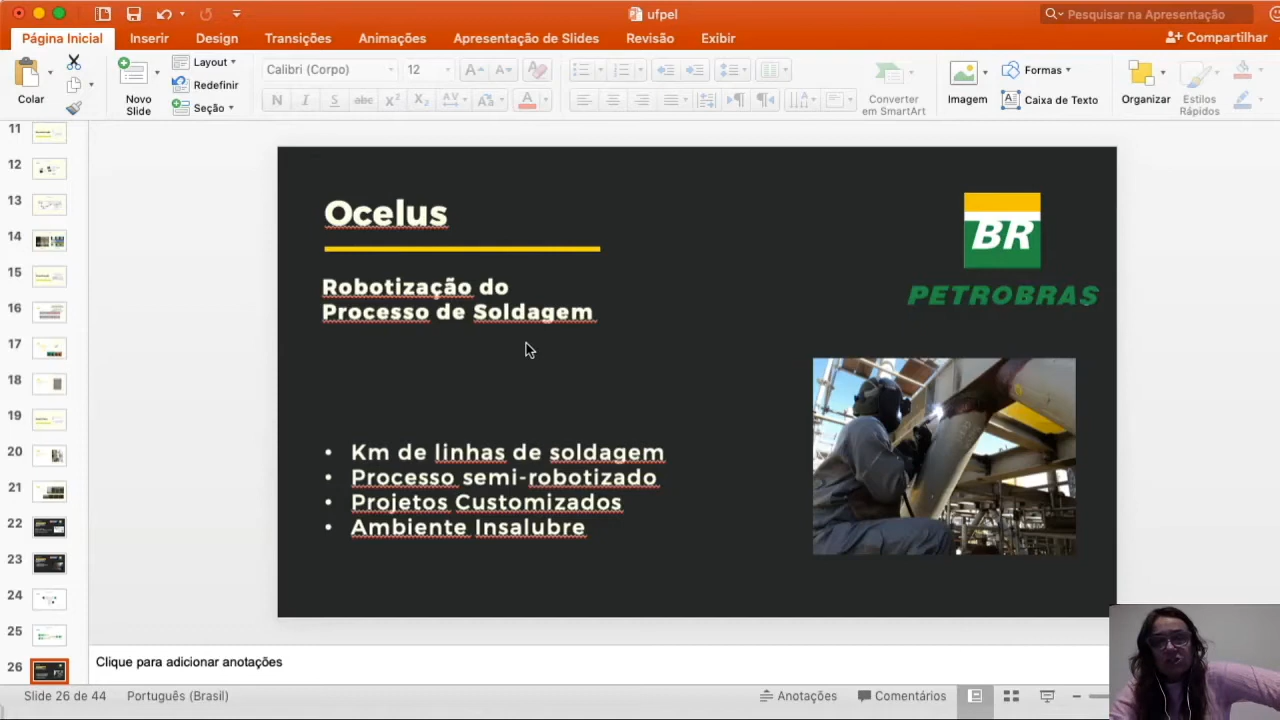 ufpel
Pesquisar na Apresentação
Página Inicial
Inserir
Design
Transições
Animações
Apresentação de Slides
Revisão
Exibir
Compartilhar
Colar
Novo
Slide
Layout
Redefinir
Seção
Calibri (Corpo)
12
N
I
S
abc
X²
X₂
AV
A
Converter
em SmartArt
Imagem
Formas
Caixa de Texto
Organizar
Estilos
Rápidos
11
12
13
14
15
16
17
18
19
20
21
22
23
24
25
26
Ocelus
Robotização do
Processo de Soldagem
• Km de linhas de soldagem
• Processo semi-robotizado
• Projetos Customizados
• Ambiente Insalubre
BR
PETROBRAS
Clique para adicionar anotações
Slide 26 de 44
Português (Brasil)
Anotações
Comentários